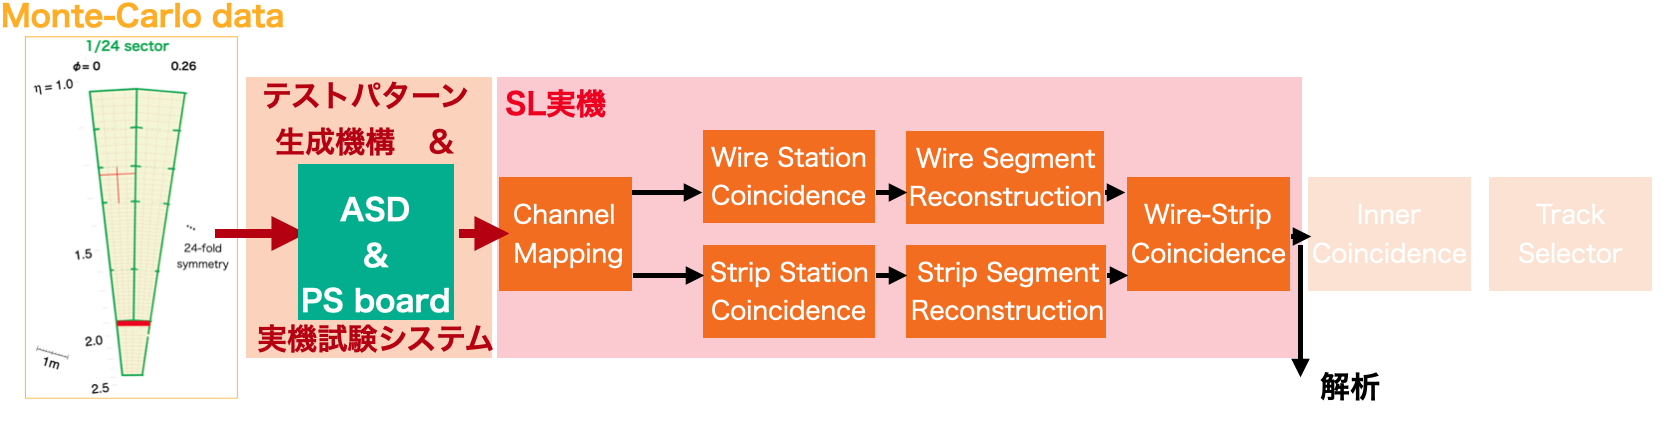 Monte-Carlo data
1/24 sector
ϕ= 0
0.26
η = 1.0
1.5
2.0
2.5
1m
24-fold
symmetry
テストパターン
生成機構 &
ASD
&
PS board
実機試験システム
SL実機
Channel
Mapping
Wire Station
Coincidence
Wire Segment
Reconstruction
Strip Station
Coincidence
Strip Segment
Reconstruction
Wire-Strip
Coincidence
Inner
Coincidence
Track
Selector
解析